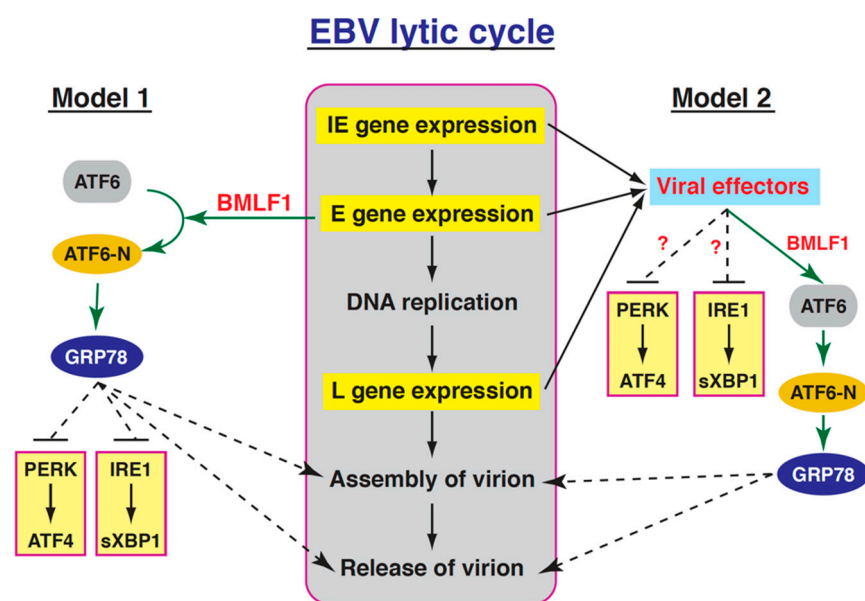 EBV lytic cycle
Model 1
ATF6
BMLF1
ATF6-N
GRP78
PERK
ATF4
IRE1
sXBP1
IE gene expression
E gene expression
DNA replication
L gene expression
Assembly of virion
Release of virion
Model 2
Viral effectors
?
?
BMLF1
PERK
ATF4
IRE1
sXBP1
ATF6
ATF6-N
GRP78